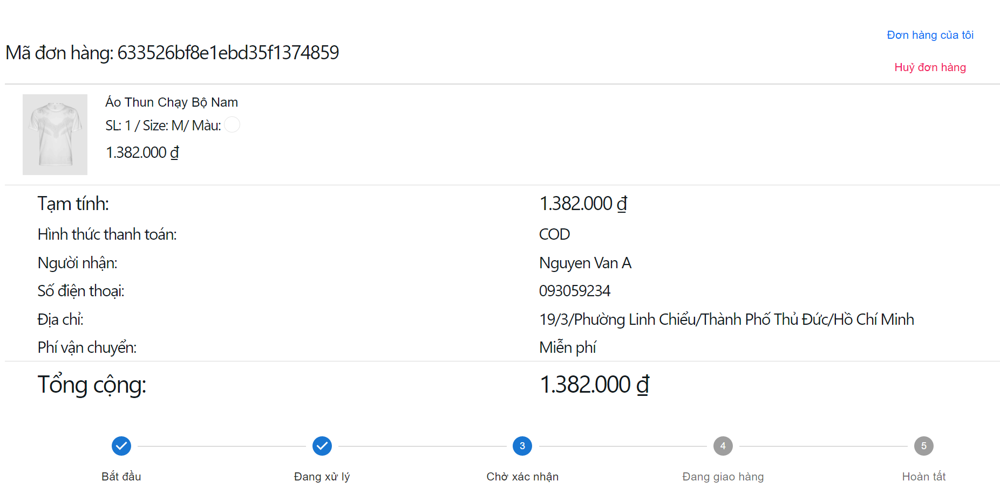 Đơn hàng của tôi
Mã đơn hàng: 633526bf8e1ebd35f1374859
Huỷ đơn hàng
Áo Thun Chạy Bộ Nam
SL: 1 / Size: M/ Màu:
1.382.000 ₫
Tạm tính: 1.382.000 ₫
Hình thức thanh toán: COD
Người nhận: Nguyen Van A
Số điện thoại: 093059234
Địa chỉ: 19/3/Phường Linh Chiểu/Thành Phố Thủ Đức/Hồ Chí Minh
Phí vận chuyển: Miễn phí
Tổng cộng: 1.382.000 ₫
3 4 5
Bắt đầu Đang xử lý Chờ xác nhận Đang giao hàng Hoàn tất